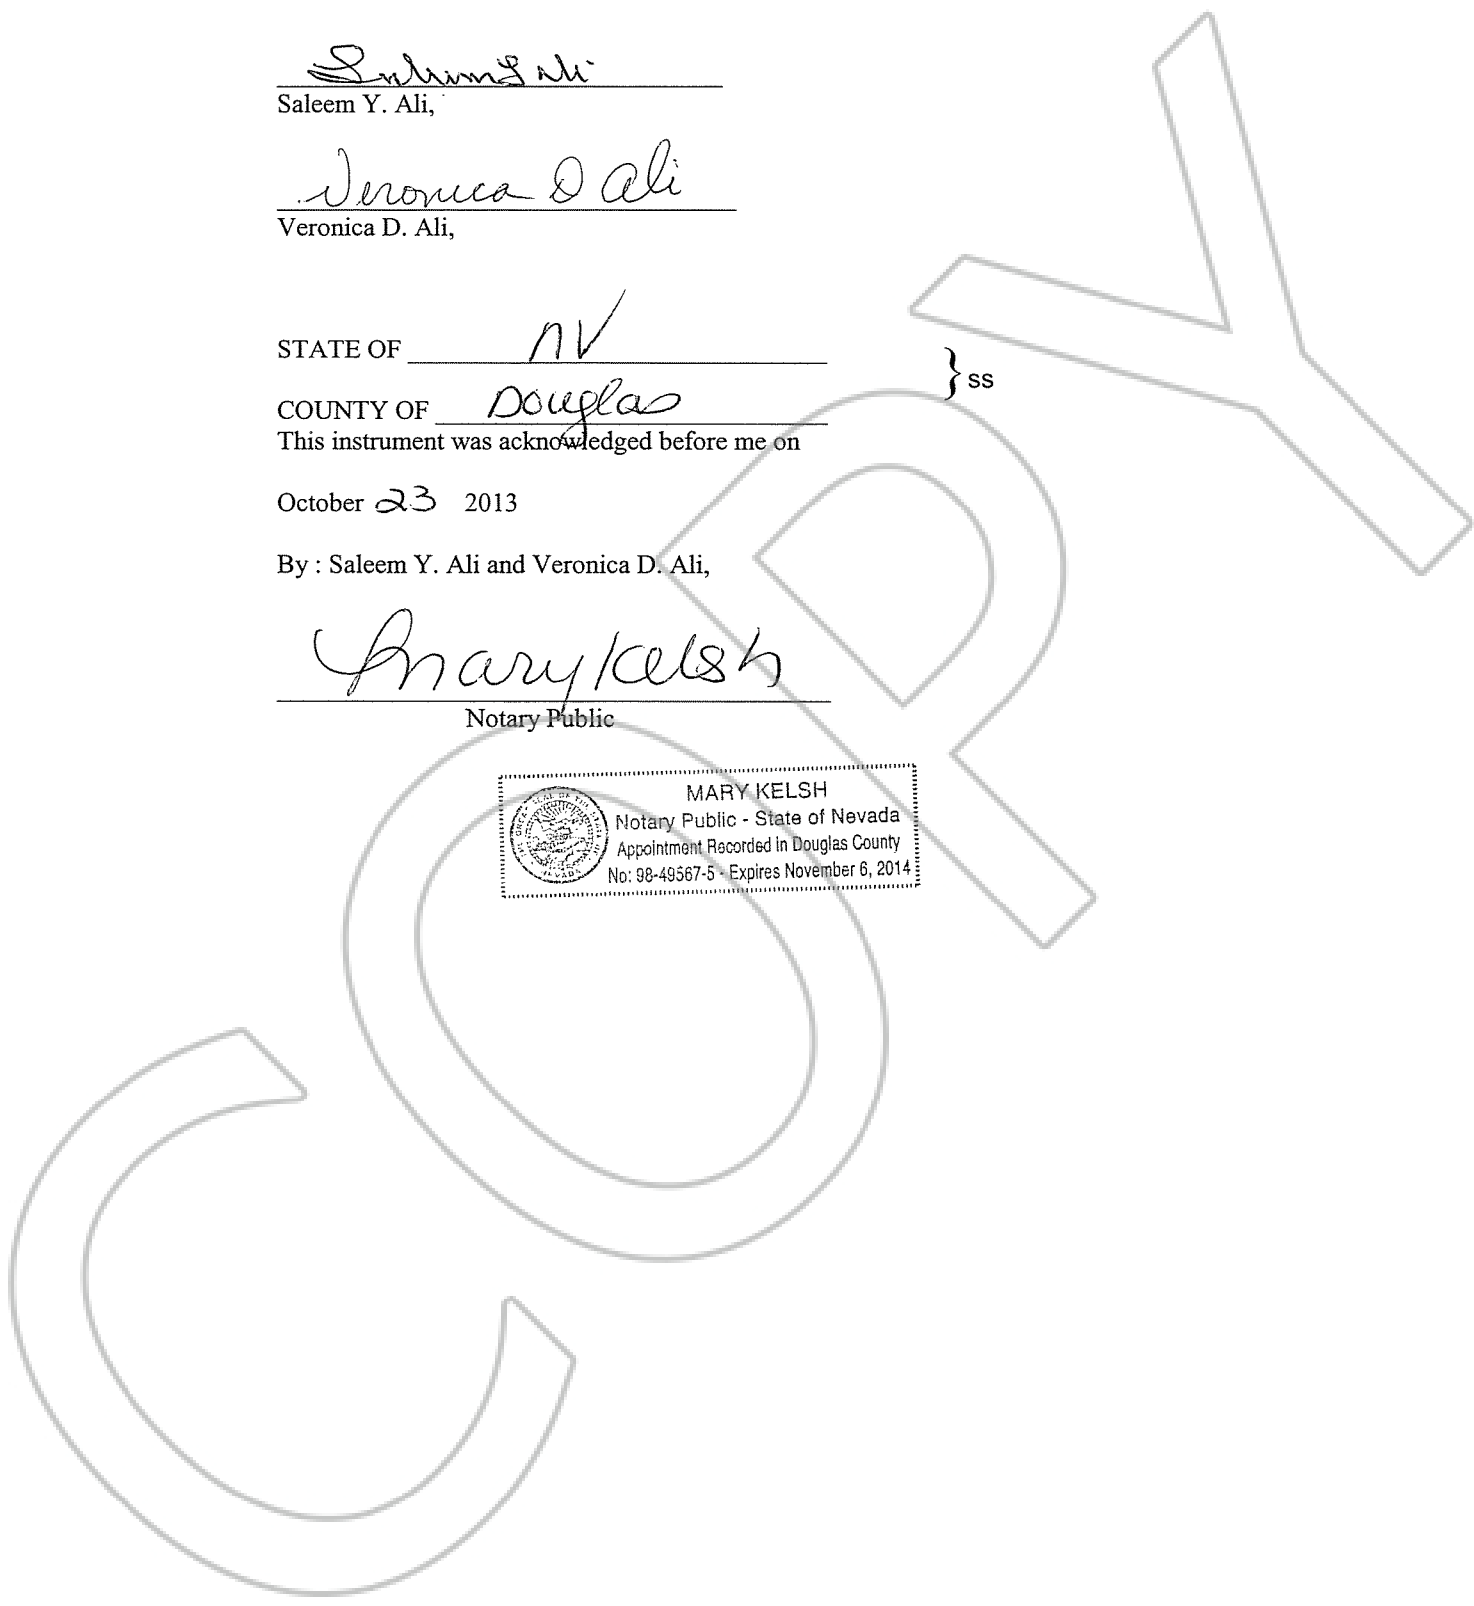 Saleem Y. Ali,
Veronica D Ali
Veronica D. Ali,
STATE OF NV
} ss
COUNTY OF Douglas
This instrument was acknowledged before me on
October 23 2013
By : Saleem Y. Ali and Veronica D. Ali,
Mary Kelsh
Notary Public
MARY KELSH
Notary Public - State of Nevada
Appointment Recorded in Douglas County
No: 98-49567-5 - Expires November 6, 2014
COPY